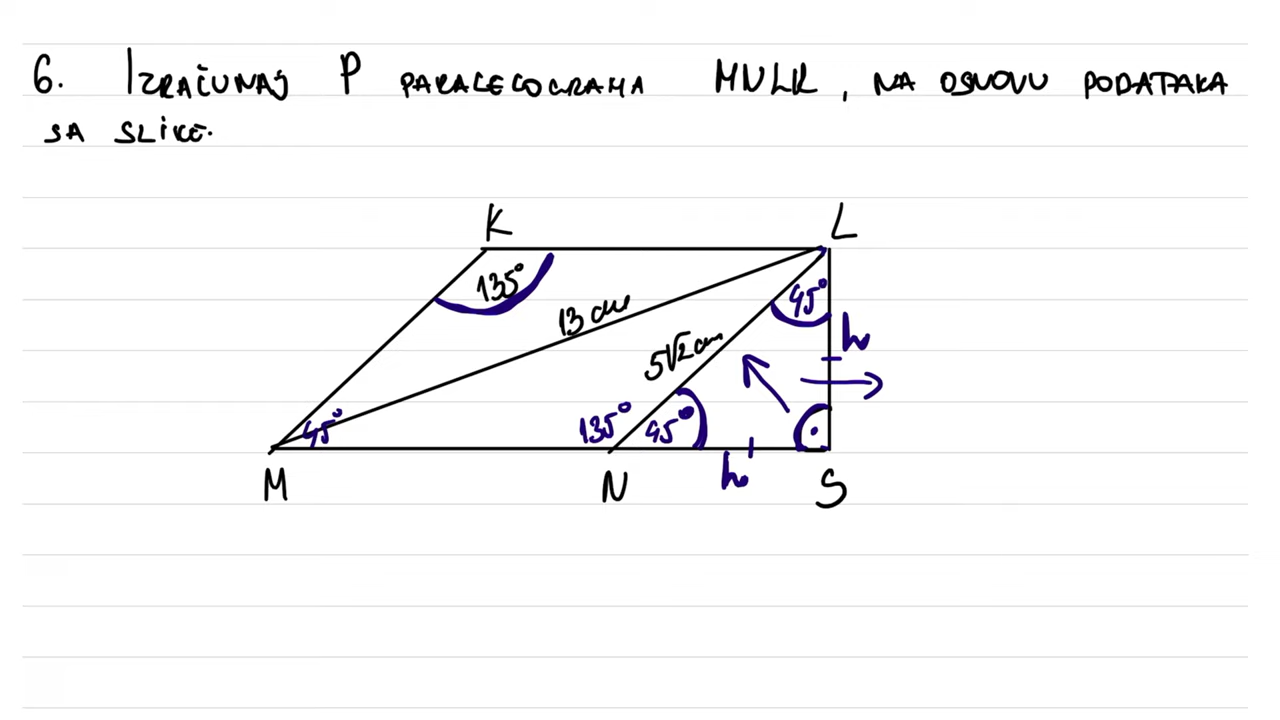 6. IZRAČUNAJ P PARALELOGRAMA MNLK, NA OSNOVU PODATAKA
SA SLIKE.
K
L
135°
45°
13 cm
h
5√2 cm
45°
135°
45°
h
M
N
S